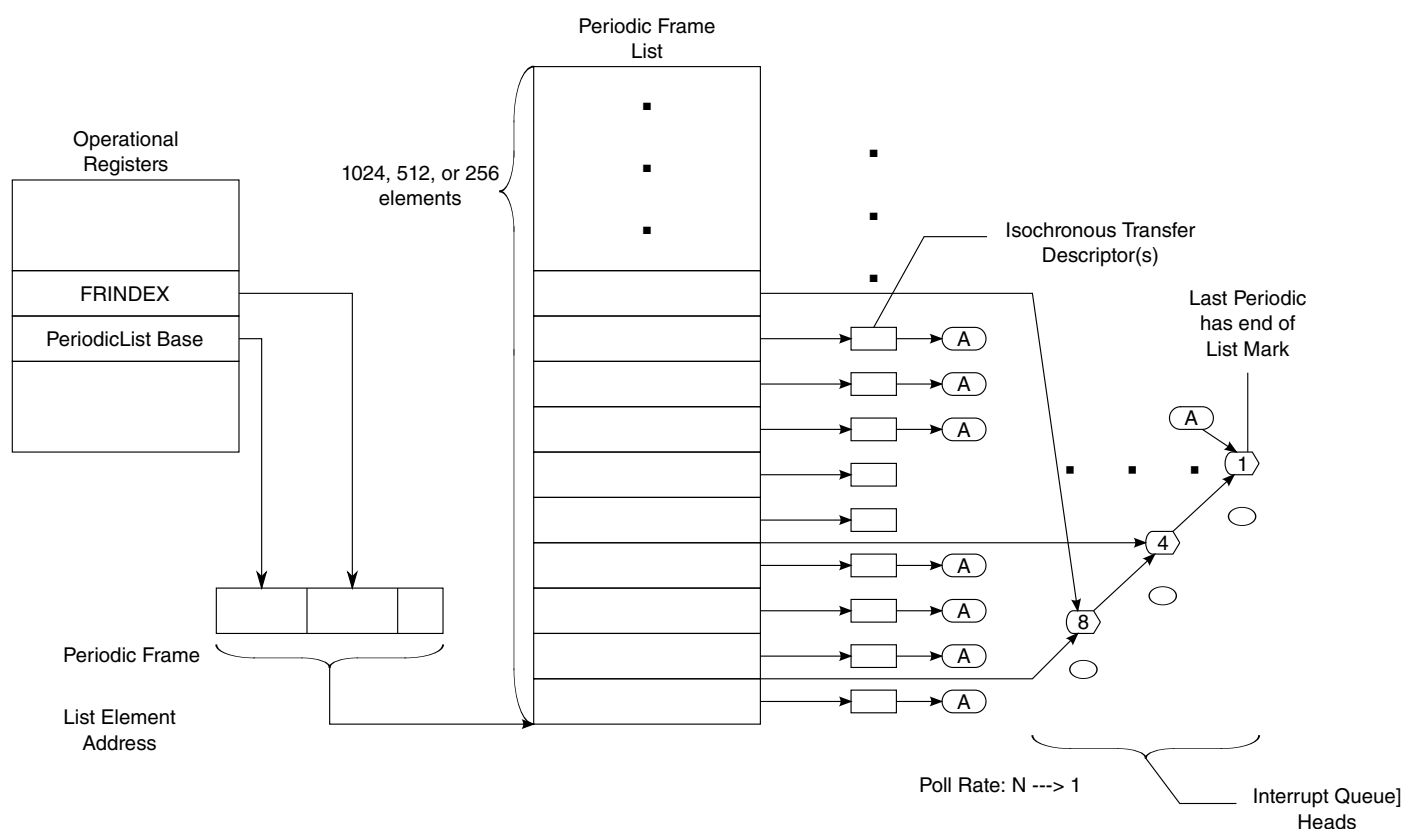 Periodic Frame
List
Operational
Registers
1024, 512, or 256
elements
Isochronous Transfer
Descriptor(s)
FRINDEX
PeriodicList Base
Last Periodic
has end of
List Mark
A
A
A
A
1
4
A
A
8
A
A
Periodic Frame
List Element
Address
Poll Rate: N ---> 1
Interrupt Queue]
Heads